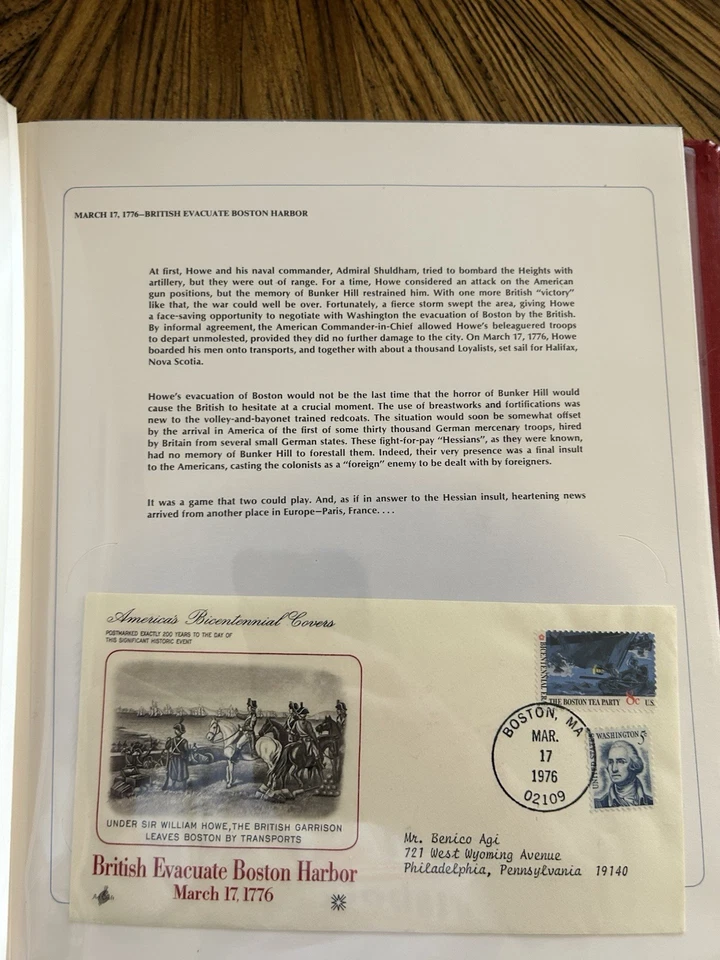 MARCH 17, 1776—BRITISH EVACUATE BOSTON HARBOR
At first, Howe and his naval commander, Admiral Shuldham, tried to bombard the Heights with
artillery, but they were out of range. For a time, Howe considered an attack on the American
gun positions, but the memory of Bunker Hill restrained him. With one more British "victory"
like that, the war could well be over. Fortunately, a fierce storm swept the area, giving Howe
a face-saving opportunity to negotiate with Washington the evacuation of Boston by the British.
By informal agreement, the American Commander-in-Chief allowed Howe's beleaguered troops
to depart unmolested, provided they did no further damage to the city. On March 17, 1776, Howe
boarded his men onto transports, and together with about a thousand Loyalists, set sail for Halifax,
Nova Scotia.
Howe's evacuation of Boston would not be the last time that the horror of Bunker Hill would
cause the British to hesitate at a crucial moment. The use of breastworks and fortifications was
new to the volley-and-bayonet trained redcoats. The situation would soon be somewhat offset
by the arrival in America of the first of some thirty thousand German mercenary troops, hired
by Britain from several small German states. These fight-for-pay "Hessians", as they were known,
had no memory of Bunker Hill to forestall them. Indeed, their very presence was a final insult
to the Americans, casting the colonists as a "foreign" enemy to be dealt with by foreigners.
It was a game that two could play. And, as if in answer to the Hessian insult, heartening news
arrived from another place in Europe—Paris, France....
America's Bicentennial Covers
POSTMARKED EXACTLY 200 YEARS TO THE DAY OF
THIS SIGNIFICANT HISTORIC EVENT
BICENTENNIAL
THE BOSTON TEA PARTY 8c U.S.
BOSTON, MA
MAR.
17
1976
02109
WASHINGTON 5c
UNITED STATES
UNDER SIR WILLIAM HOWE, THE BRITISH GARRISON
LEAVES BOSTON BY TRANSPORTS
British Evacuate Boston Harbor
March 17, 1776
Mr. Benico Agi
721 West Wyoming Avenue
Philadelphia, Pennsylvania 19140